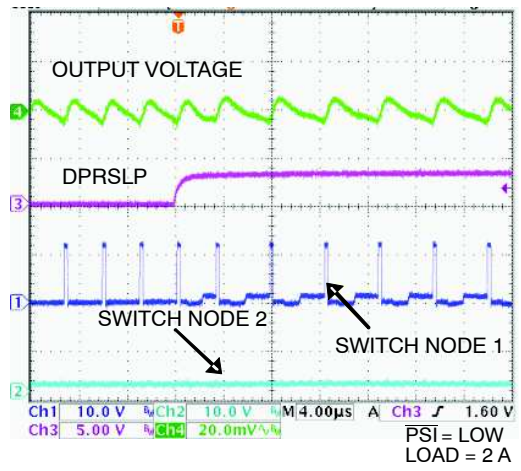 T
OUTPUT VOLTAGE
4
DPRSLP
3
1
SWITCH NODE 2
SWITCH NODE 1
2
Ch1 10.0 V Ch2 10.0 V M 4.00µs A Ch3 1.60 V
Ch3 5.00 V Ch4 20.0mV
PSI = LOW
LOAD = 2 A